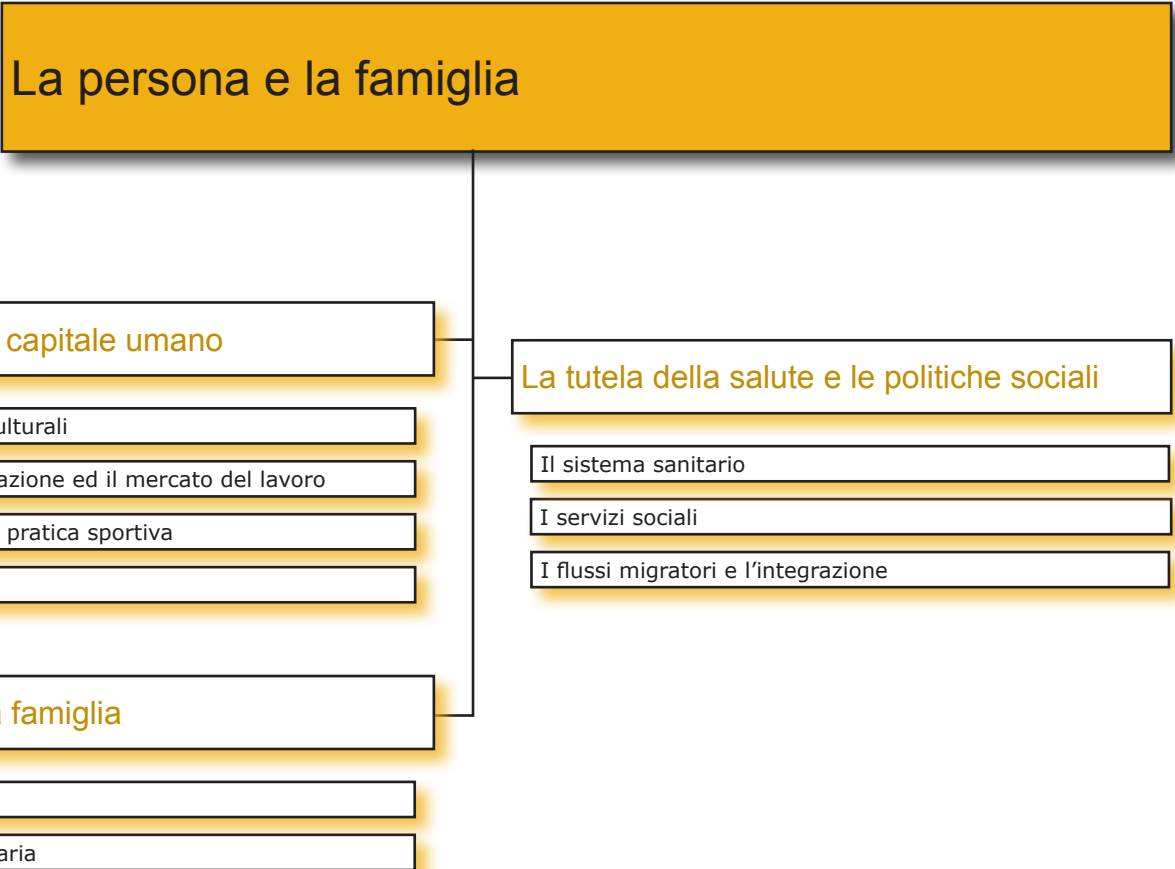 La persona e la famiglia
capitale umano
ulturali
azione ed il mercato del lavoro
pratica sportiva
famiglia
aria
La tutela della salute e le politiche sociali
Il sistema sanitario
I servizi sociali
I flussi migratori e l’integrazione